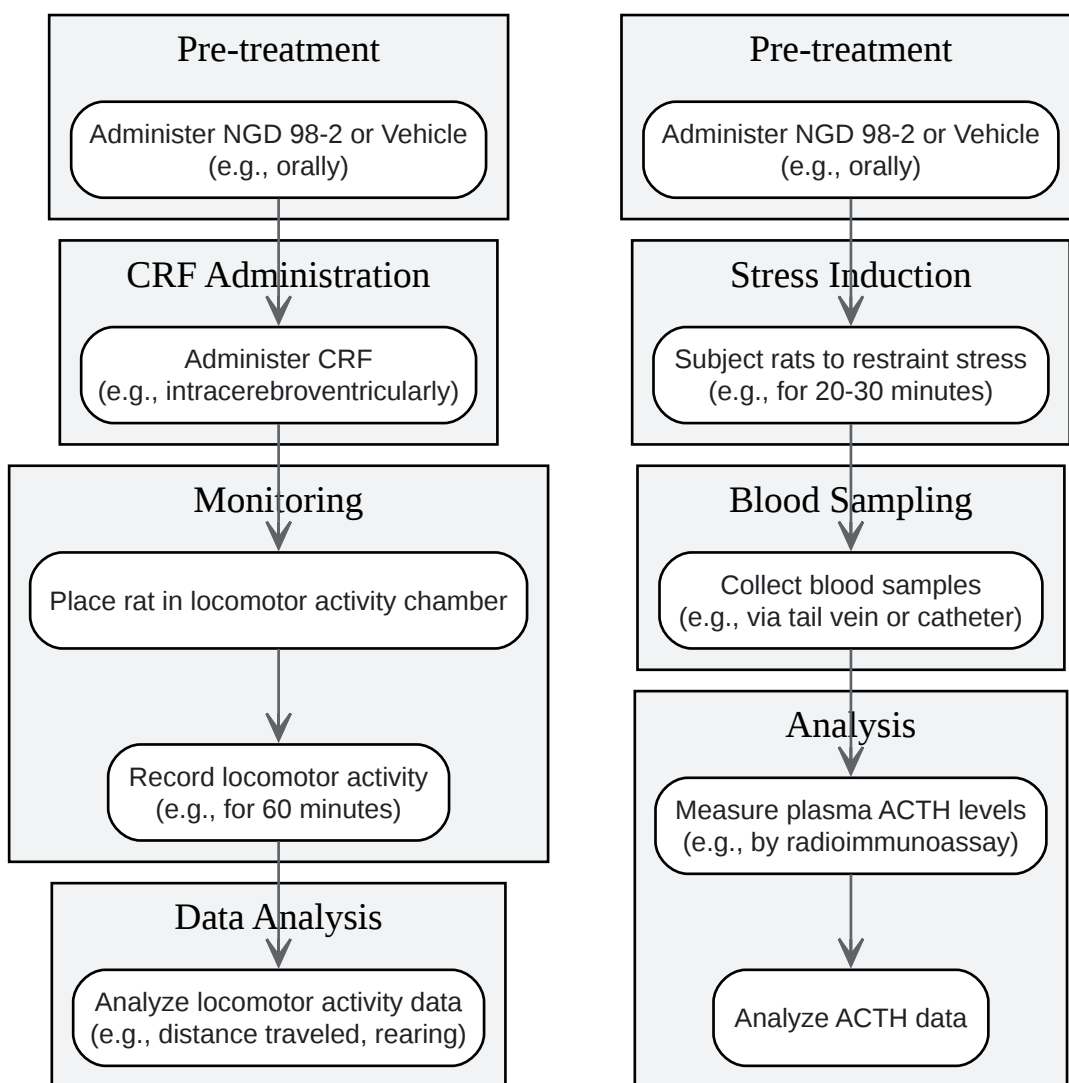 Pre-treatment
Administer NGD 98-2 or Vehicle
(e.g., orally)
CRF Administration
Administer CRF
(e.g., intracerebroventricularly)
Monitoring
Place rat in locomotor activity chamber
Record locomotor activity
(e.g., for 60 minutes)
Data Analysis
Analyze locomotor activity data
(e.g., distance traveled, rearing)
Pre-treatment
Administer NGD 98-2 or Vehicle
(e.g., orally)
Stress Induction
Subject rats to restraint stress
(e.g., for 20-30 minutes)
Blood Sampling
Collect blood samples
(e.g., via tail vein or catheter)
Analysis
Measure plasma ACTH levels
(e.g., by radioimmunoassay)
Analyze ACTH data